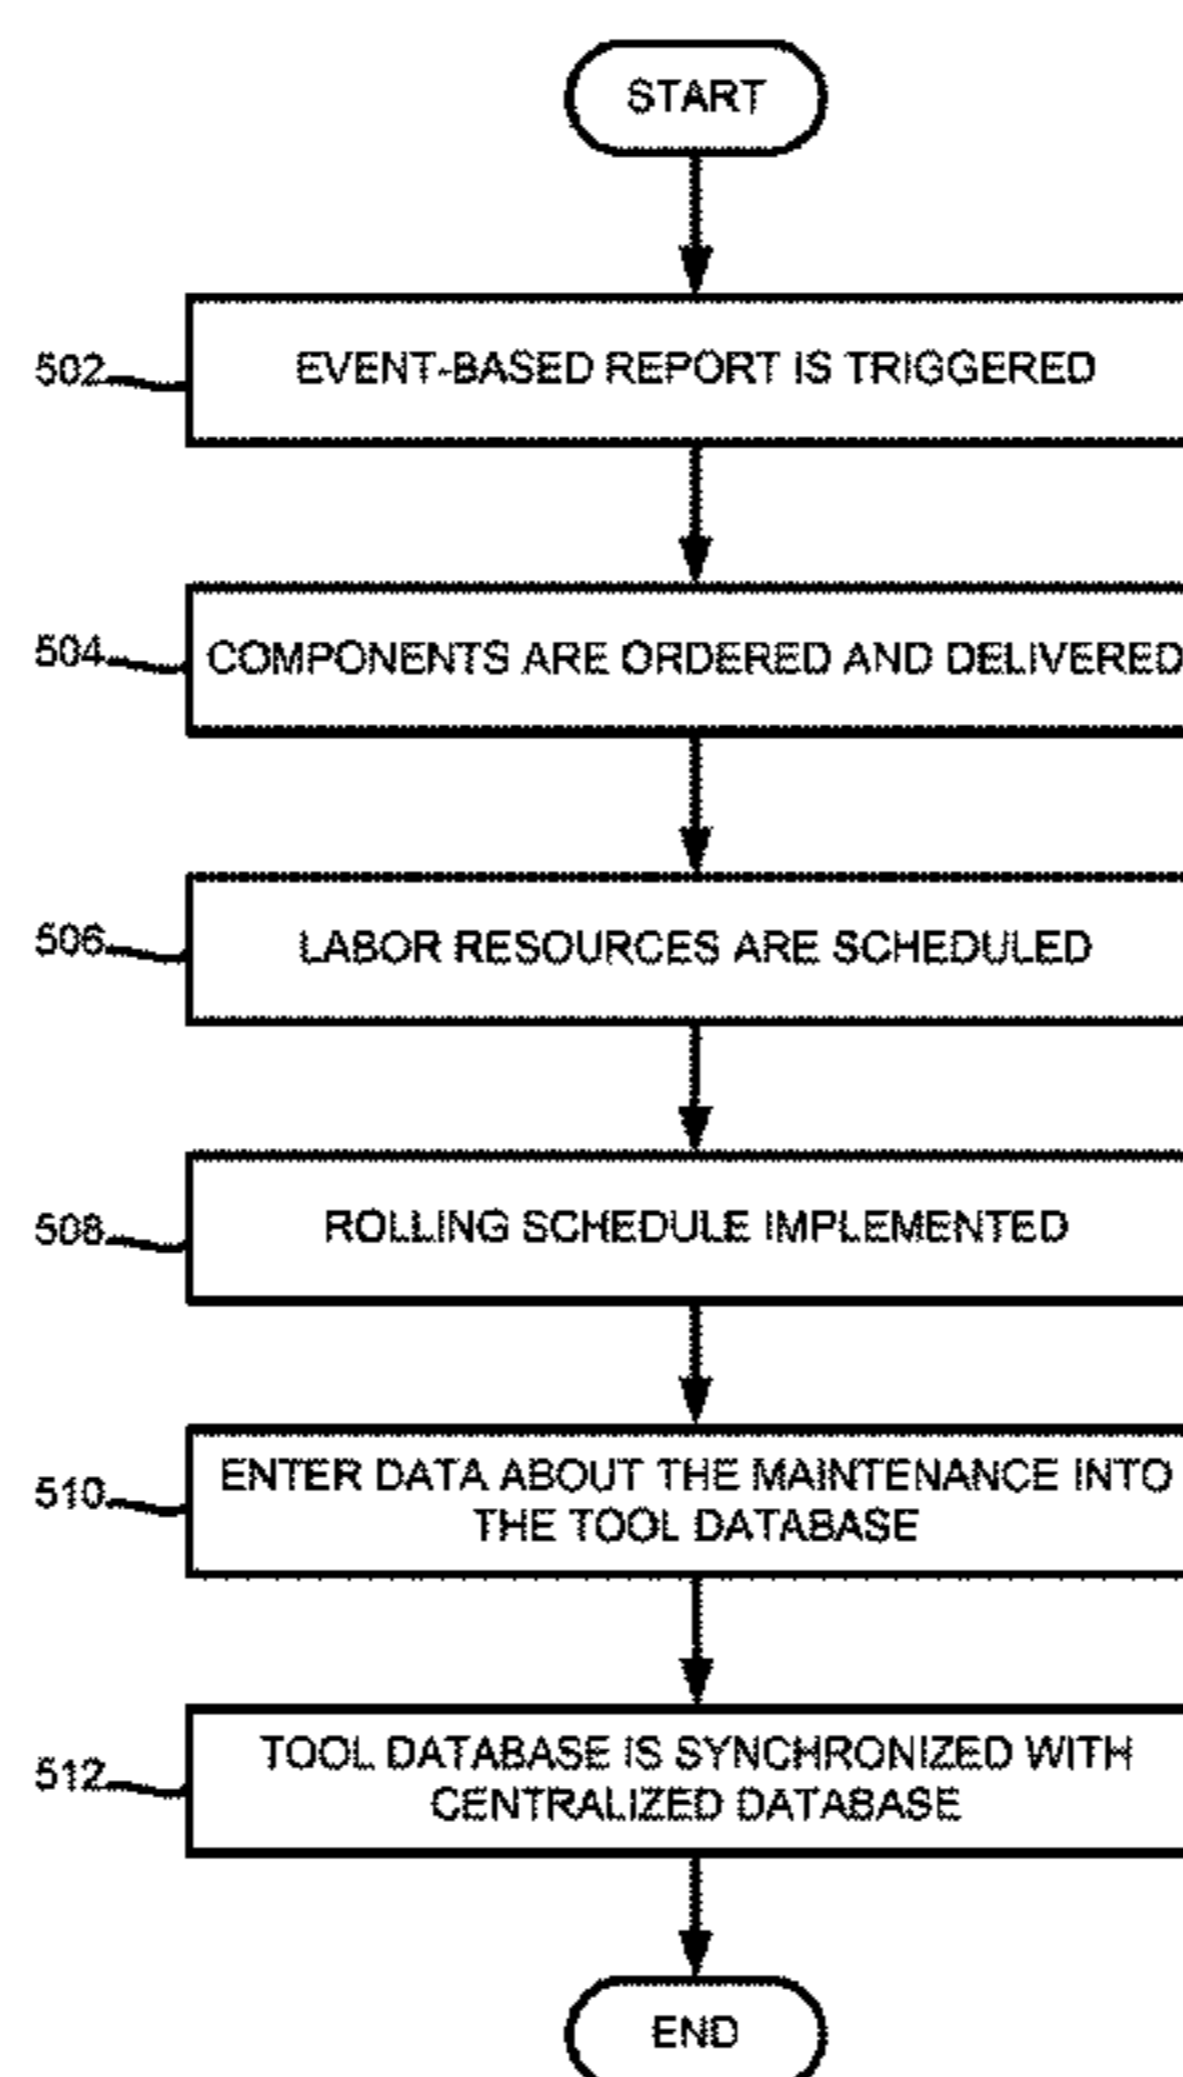 START
502
EVENT-BASED REPORT IS TRIGGERED
504
COMPONENTS ARE ORDERED AND DELIVERED
506
LABOR RESOURCES ARE SCHEDULED
508
ROLLING SCHEDULE IMPLEMENTED
510
ENTER DATA ABOUT THE MAINTENANCE INTO
THE TOOL DATABASE
512
TOOL DATABASE IS SYNCHRONIZED WITH
CENTRALIZED DATABASE
END